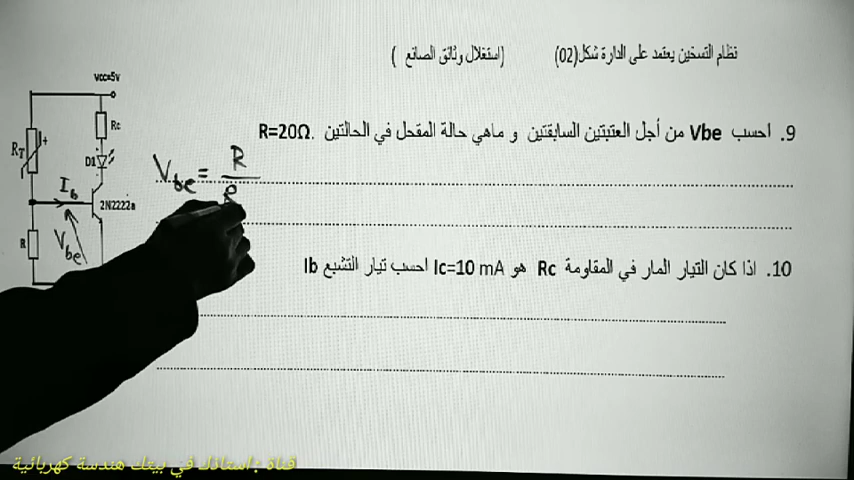 نظام التسخين يعتمد على الدارة شكل(02) (استغلال وثائق الصانع )
vcc=5v
Rc
RT
+
D1
Ib
2N2222a
R
Vbe
9. احسب Vbe من أجل العتبتين السابقتين و ماهي حالة المقحل في الحالتين .R=20Ω
Vbe = R
R
10. اذا كان التيار المار في المقاومة Rc هو Ic=10 mA احسب تيار التشبع Ib
قناة : استاذك في بيتك هندسة كهربائية